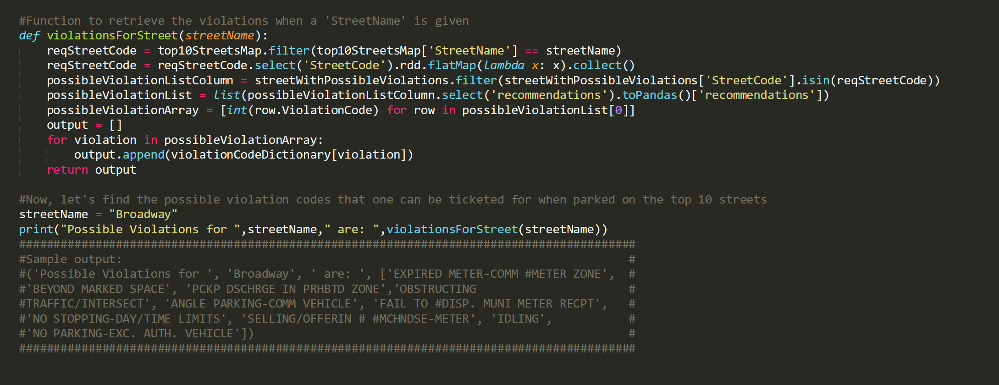 #Function to retrieve the violations when a 'StreetName' is given
def violationsForStreet(streetName):
    reqStreetCode = top10StreetsMap.filter(top10StreetsMap['StreetName'] == streetName)
    reqStreetCode = reqStreetCode.select('StreetCode').rdd.flatMap(lambda x: x).collect()
    possibleViolationListColumn = streetWithPossibleViolations.filter(streetWithPossibleViolations['StreetCode'].isin(reqStreetCode))
    possibleViolationList = list(possibleViolationListColumn.select('recommendations').toPandas()['recommendations'])
    possibleViolationArray = [int(row.ViolationCode) for row in possibleViolationList[0]]
    output = []
    for violation in possibleViolationArray:
        output.append(violationCodeDictionary[violation])
    return output

#Now, let's find the possible violation codes that one can be ticketed for when parked on the top 10 streets
streetName = "Broadway"
print("Possible Violations for ",streetName," are: ",violationsForStreet(streetName))
#########################################################################################
#Sample output:                                                                         #
#('Possible Violations for ', 'Broadway', ' are: ', ['EXPIRED METER-COMM #METER ZONE',  #
#'BEYOND MARKED SPACE', 'PCKP DSCHRGE IN PRHBTD ZONE','OBSTRUCTING                      #
#TRAFFIC/INTERSECT', 'ANGLE PARKING-COMM VEHICLE', 'FAIL TO #DISP. MUNI METER RECPT',   #
#'NO STOPPING-DAY/TIME LIMITS', 'SELLING/OFFERIN # #MCHNDSE-METER', 'IDLING',           #
#'NO PARKING-EXC. AUTH. VEHICLE'])                                                      #
#########################################################################################